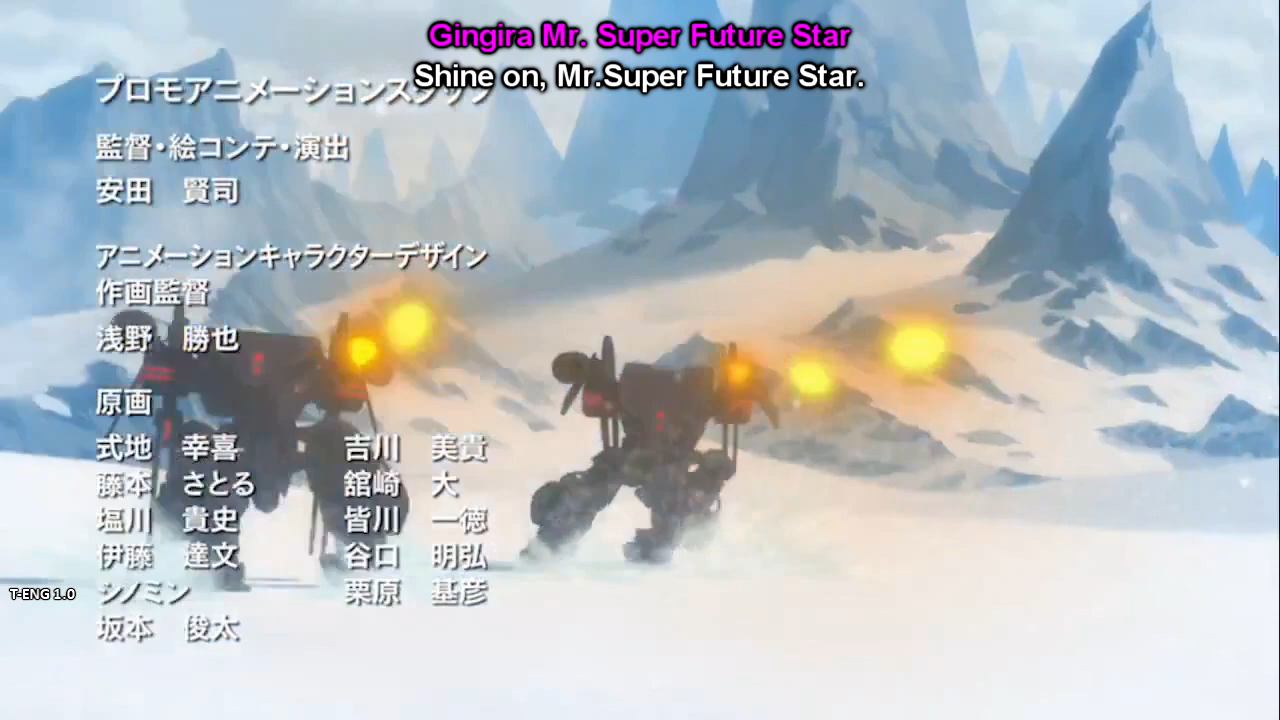 Gingira Mr. Super Future Star
Shine on, Mr.Super Future Star.
プロモアニメーションスタッフ
監督・絵コンテ・演出
安田 賢司
アニメーションキャラクターデザイン
作画監督
浅野 勝也
原画
式地 幸喜 吉川 美貴
藤本 さとる 舘崎 大
塩川 貴史 皆川 一徳
伊藤 達文 谷口 明弘
シノミン 栗原 基彦
坂本 俊太
T-ENG 1.0